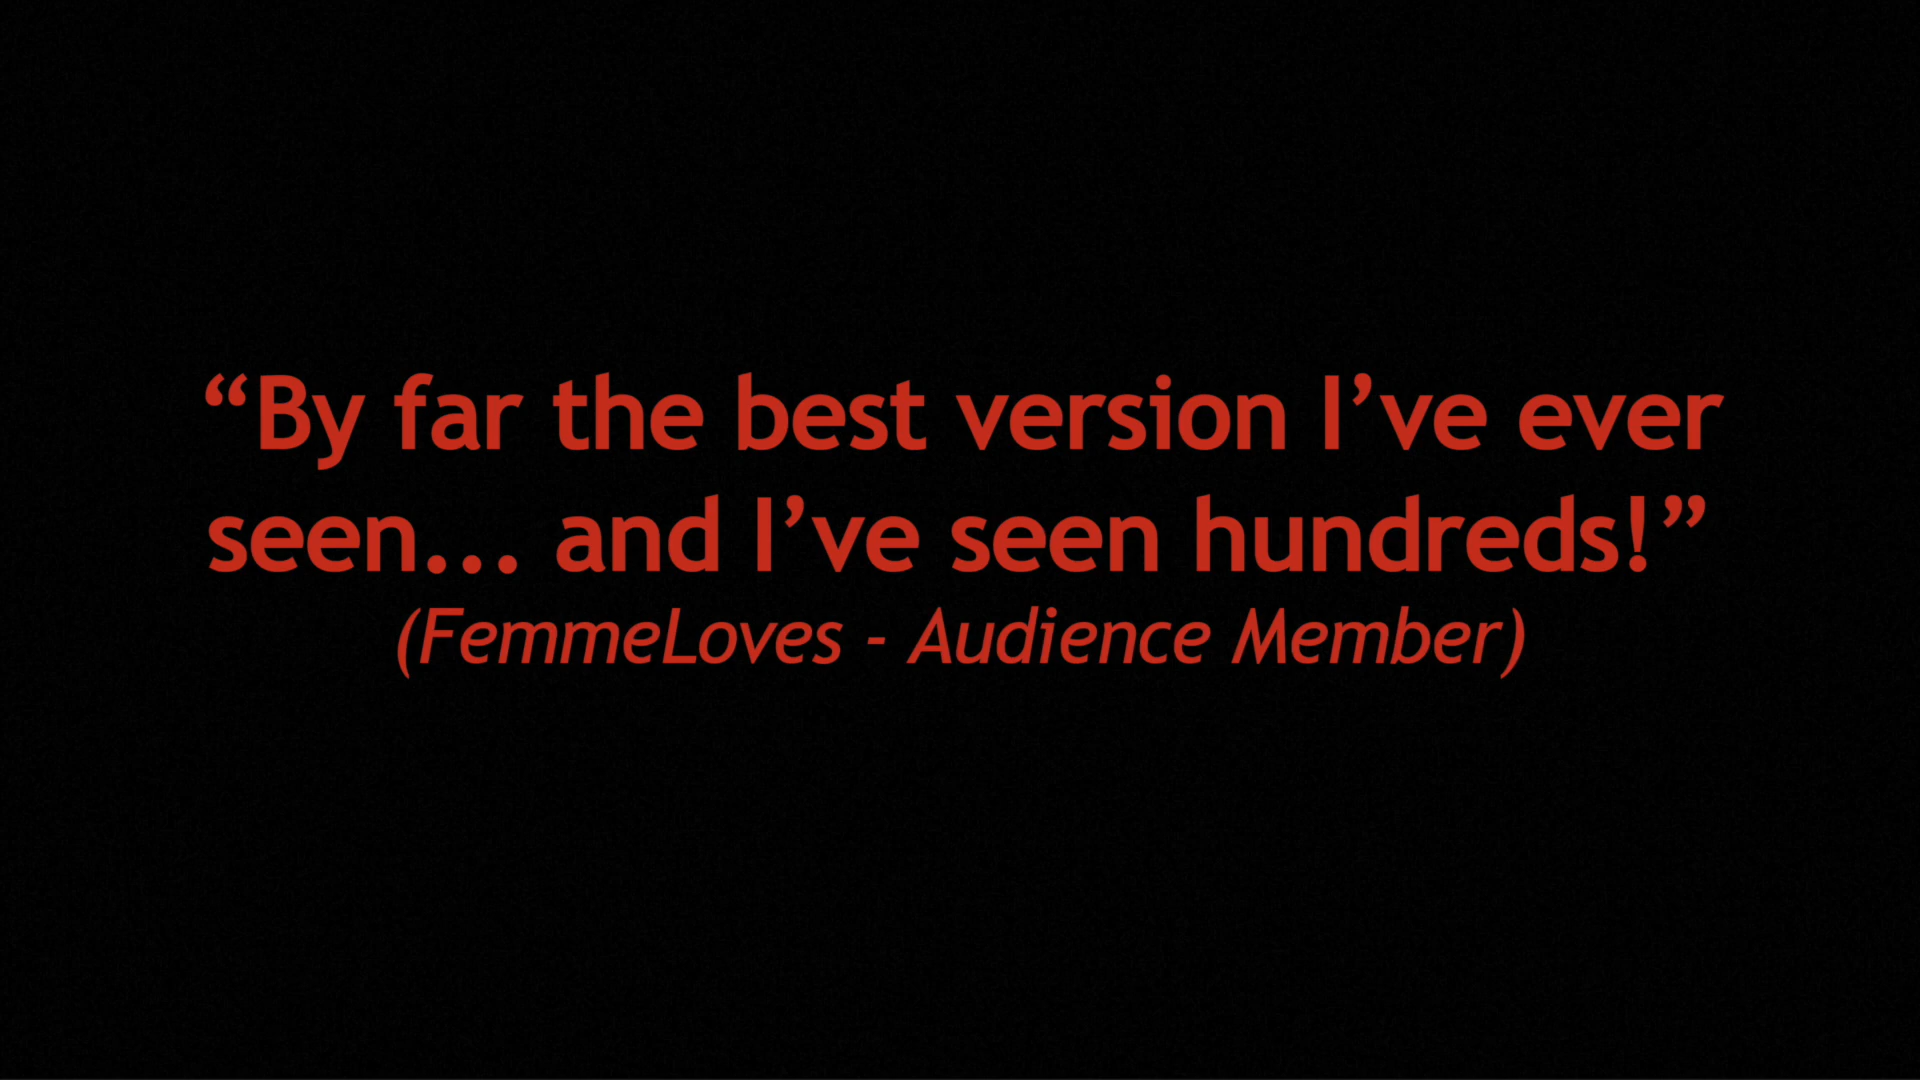 “By far the best version I’ve ever
seen... and I’ve seen hundreds!”
(FemmeLoves - Audience Member)